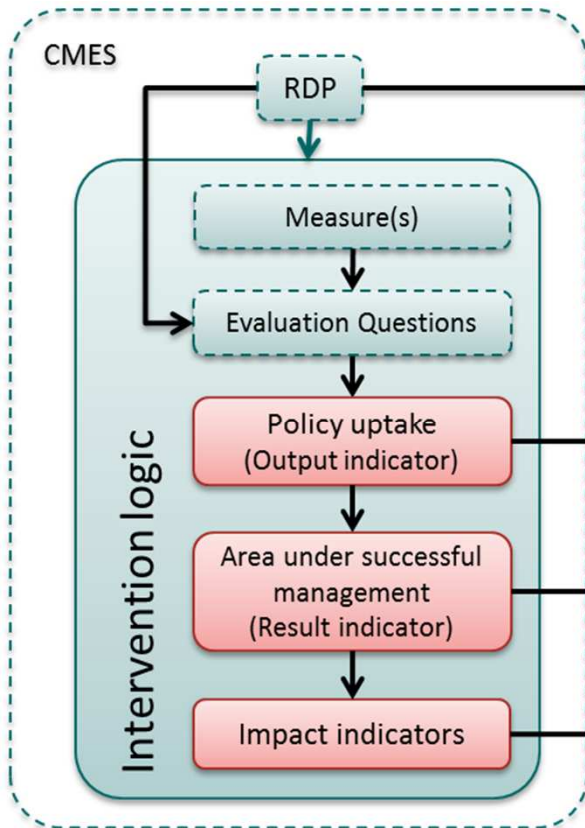 CMES
RDP
Measure(s)
Evaluation Questions
Policy uptake
(Output indicator)
Area under successful
management
(Result indicator)
Impact indicators
Intervention logic